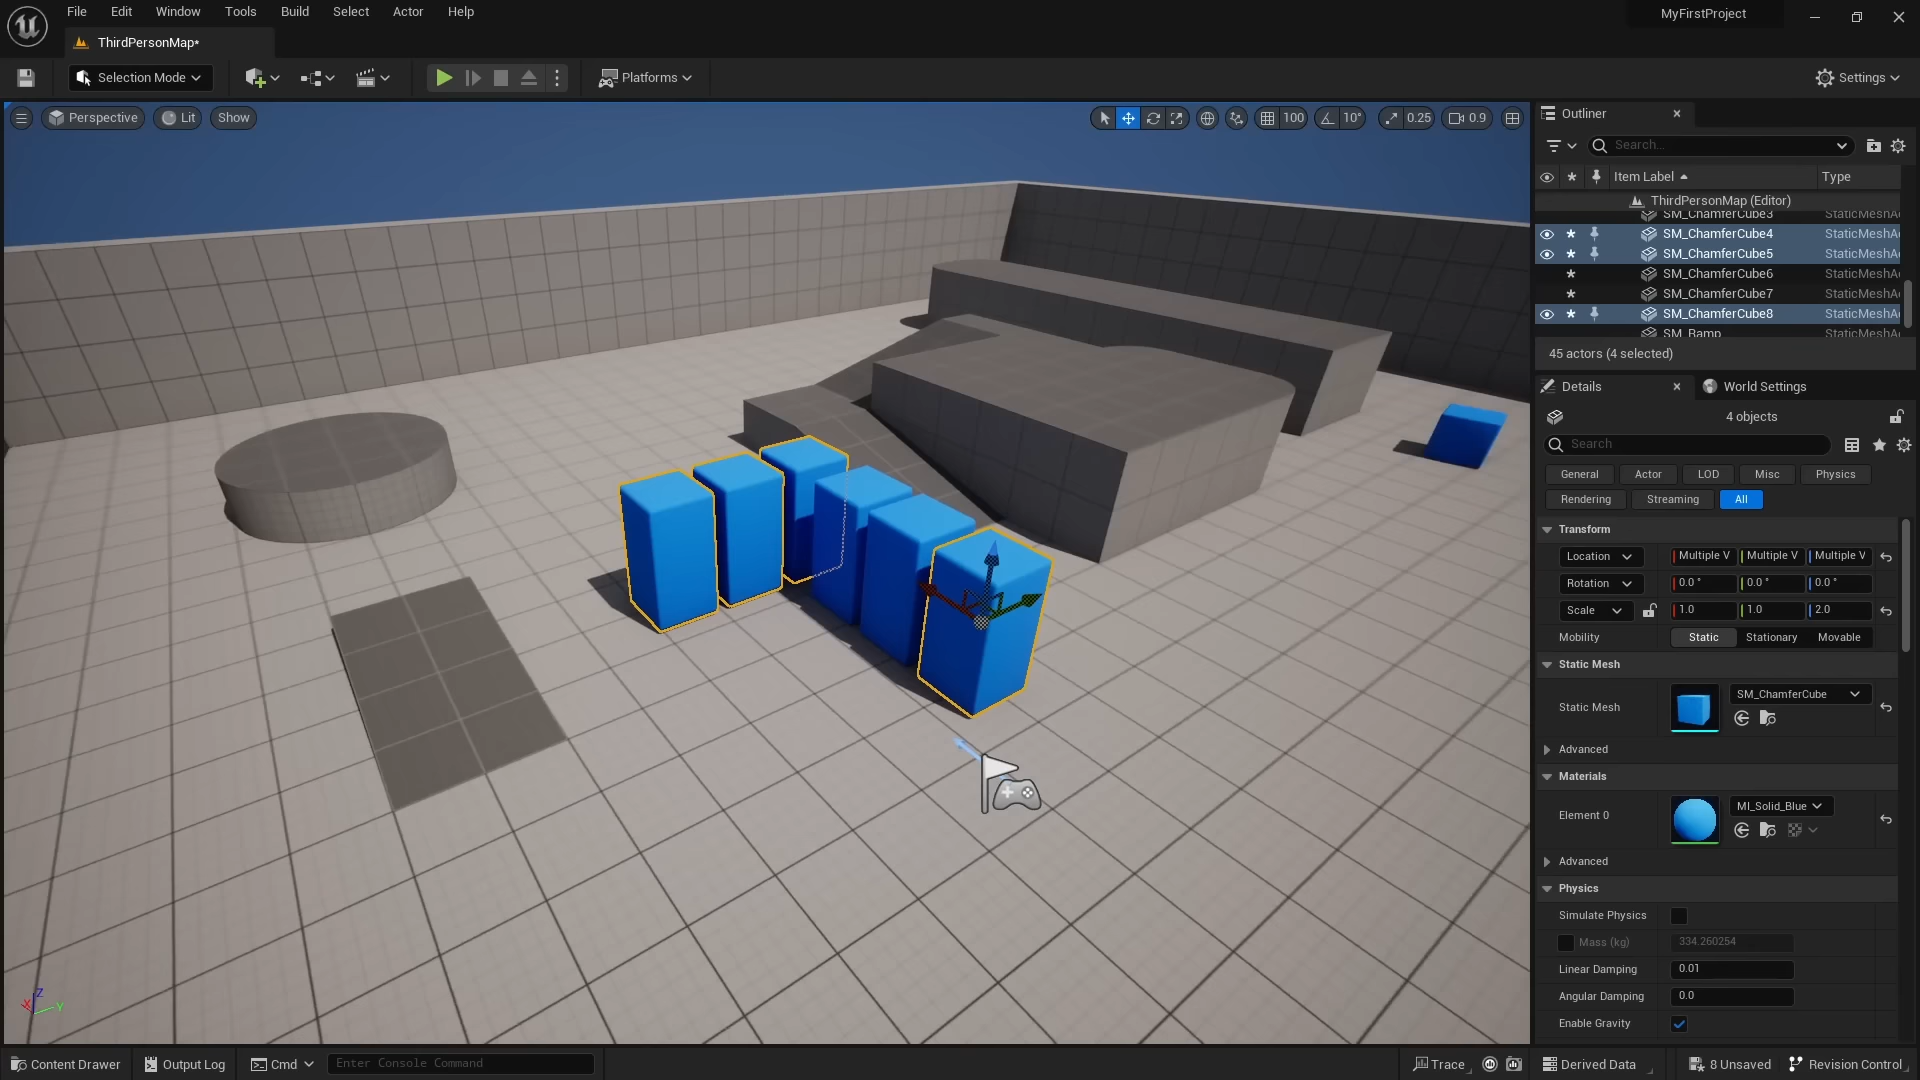 File Edit Window Tools Build Select Actor Help
MyFirstProject
ThirdPersonMap*
Selection Mode
Platforms
Settings
Perspective Lit Show
100 10° 0.25 0.9
Outliner
Search...
Item Label Type
ThirdPersonMap (Editor)
SM_ChamferCube3 StaticMeshA
SM_ChamferCube4 StaticMeshA
SM_ChamferCube5 StaticMeshA
SM_ChamferCube6 StaticMeshA
SM_ChamferCube7 StaticMeshA
SM_ChamferCube8 StaticMeshA
SM_Ramp StaticMeshA
45 actors (4 selected)
Details World Settings
4 objects
Search
General Actor LOD Misc Physics
Rendering Streaming All
Transform
Location Multiple V Multiple V Multiple V
Rotation 0.0 ° 0.0 ° 0.0 °
Scale 1.0 1.0 2.0
Mobility Static Stationary Movable
Static Mesh
Static Mesh SM_ChamferCube
Advanced
Materials
Element 0 MI_Solid_Blue
Advanced
Physics
Simulate Physics
Mass (kg) 334.260254
Linear Damping 0.01
Angular Damping 0.0
Enable Gravity
X Z Y
Content Drawer Output Log Cmd Enter Console Command
Trace Derived Data 8 Unsaved Revision Control